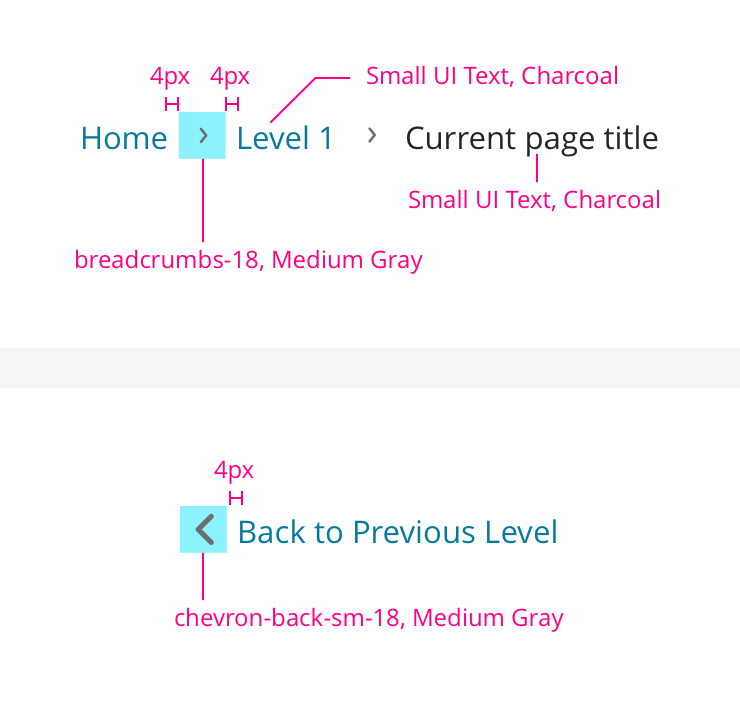 4px 4px Small UI Text, Charcoal
Home › Level 1 › Current page title
Small UI Text, Charcoal
breadcrumbs-18, Medium Gray
4px
Back to Previous Level
chevron-back-sm-18, Medium Gray